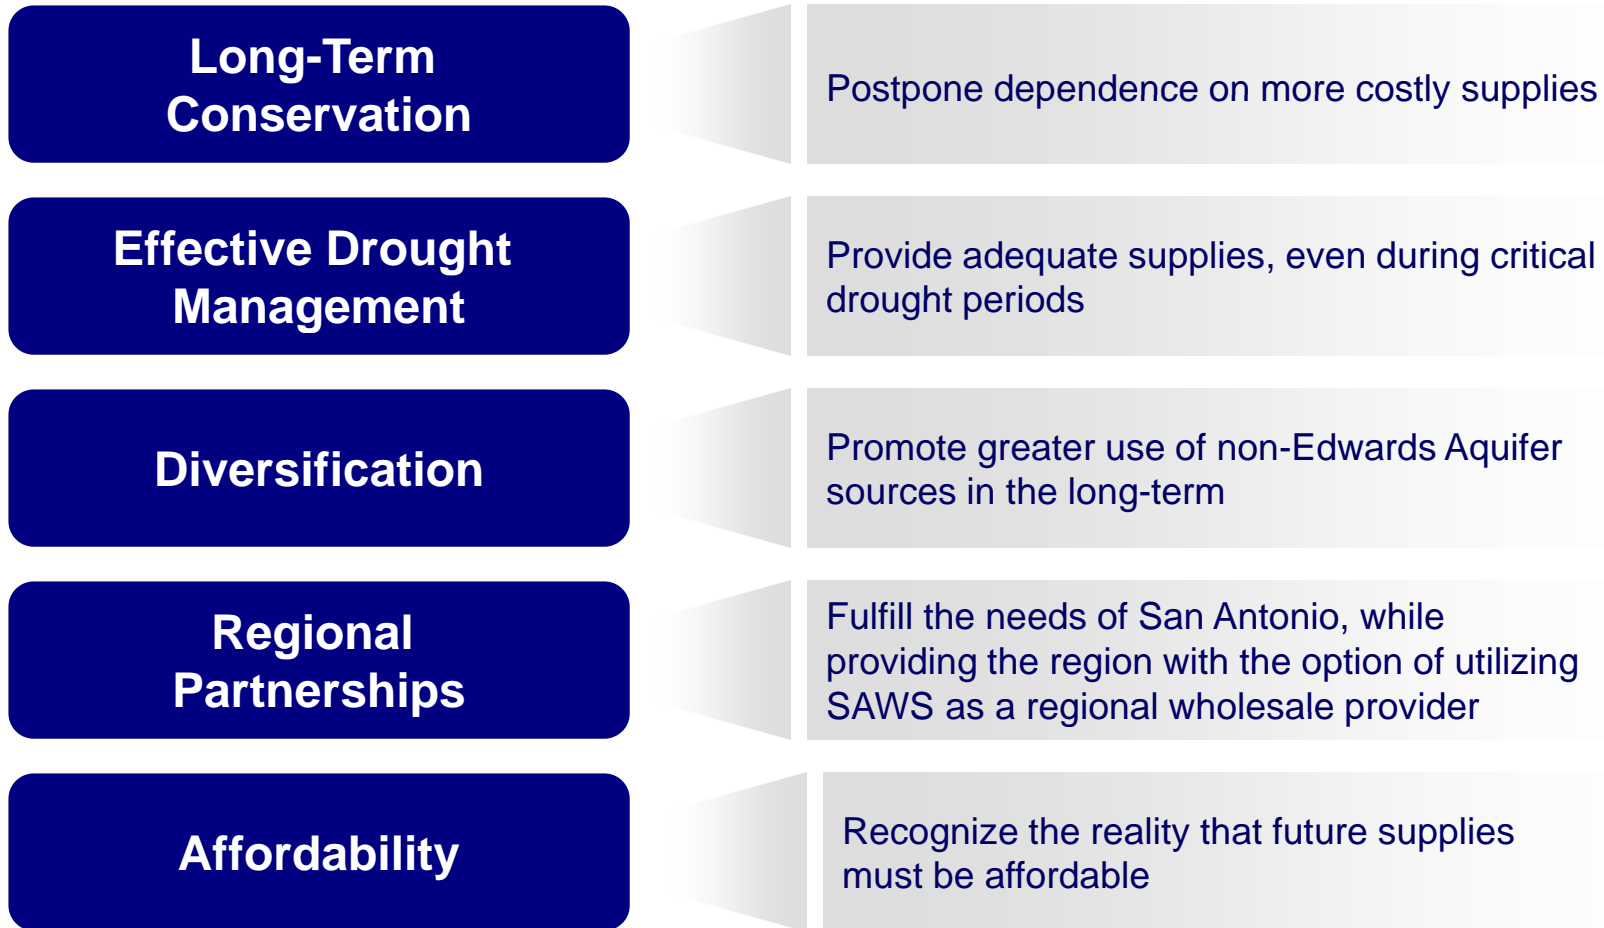 Long-Term
Conservation
Postpone dependence on more costly supplies
Effective Drought
Management
Provide adequate supplies, even during critical
drought periods
Diversification
Promote greater use of non-Edwards Aquifer
sources in the long-term
Regional
Partnerships
Fulfill the needs of San Antonio, while
providing the region with the option of utilizing
SAWS as a regional wholesale provider
Affordability
Recognize the reality that future supplies
must be affordable